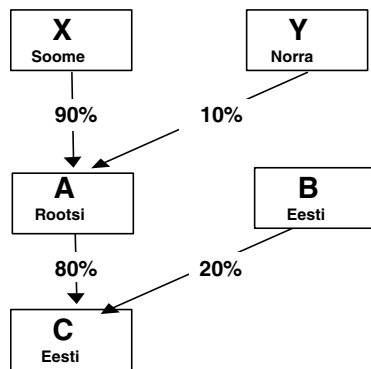 X
Soome
Y
Norra
90%
10%
A
Rootsi
B
Eesti
80%
20%
C
Eesti